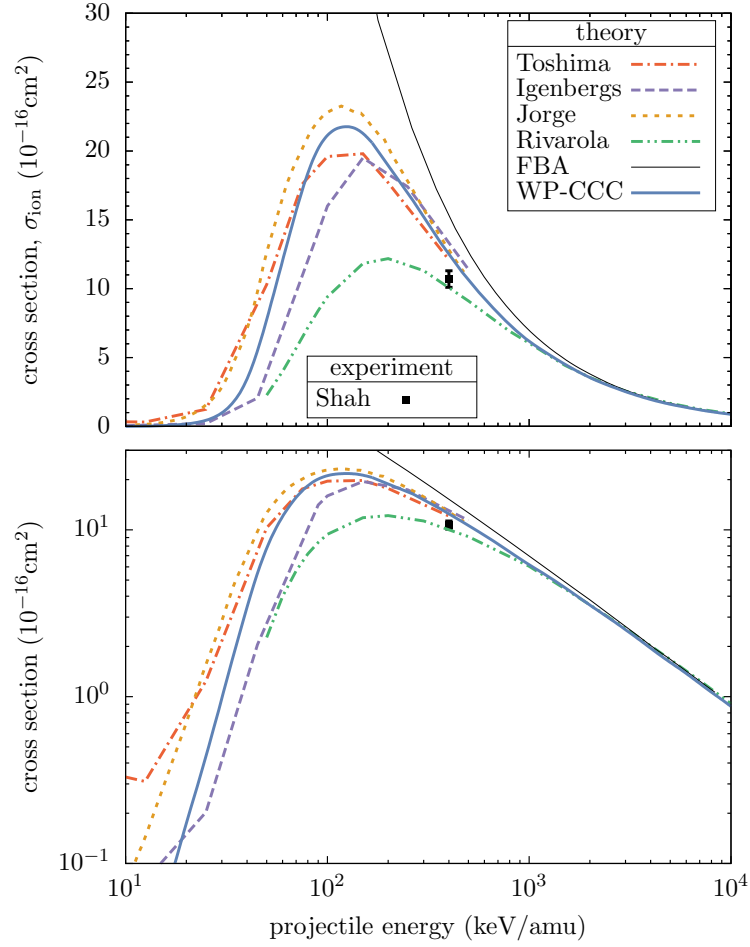 30
25
20
15
10
5
0
cross section, σ_ion (10⁻¹⁶cm²)
theory
Toshima
Igenbergs
Jorge
Rivarola
FBA
WP-CCC
experiment
Shah
10¹
10⁰
10⁻¹
cross section (10⁻¹⁶cm²)
10¹ 10² 10³ 10⁴
projectile energy (keV/amu)